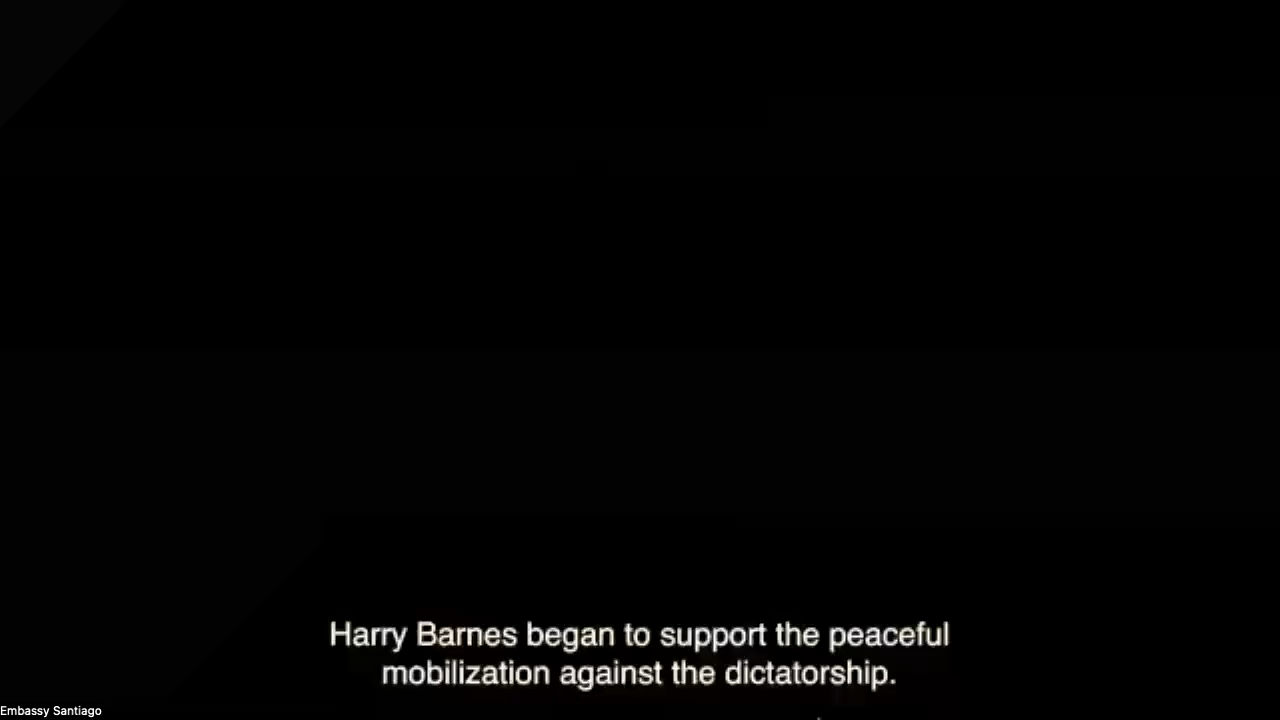 Harry Barnes began to support the peaceful
mobilization against the dictatorship.
Embassy Santiago